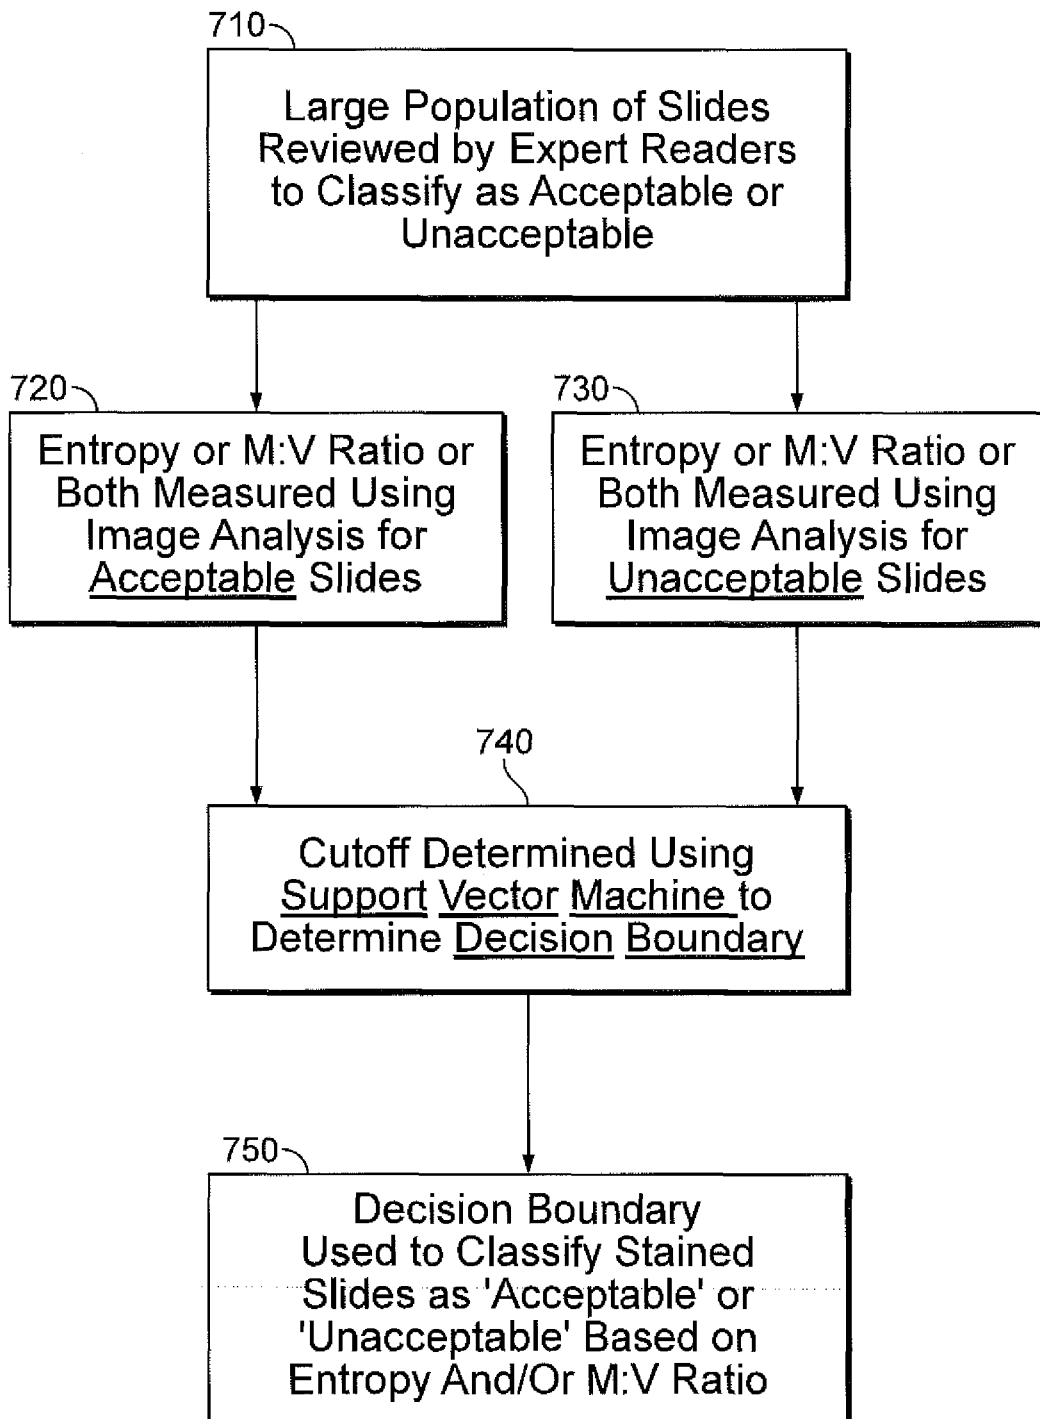 710
Large Population of Slides
Reviewed by Expert Readers
to Classify as Acceptable or
Unacceptable
720
Entropy or M:V Ratio or
Both Measured Using
Image Analysis for
Acceptable Slides
730
Entropy or M:V Ratio or
Both Measured Using
Image Analysis for
Unacceptable Slides
740
Cutoff Determined Using
Support Vector Machine to
Determine Decision Boundary
750
Decision Boundary
Used to Classify Stained
Slides as 'Acceptable' or
'Unacceptable' Based on
Entropy And/Or M:V Ratio